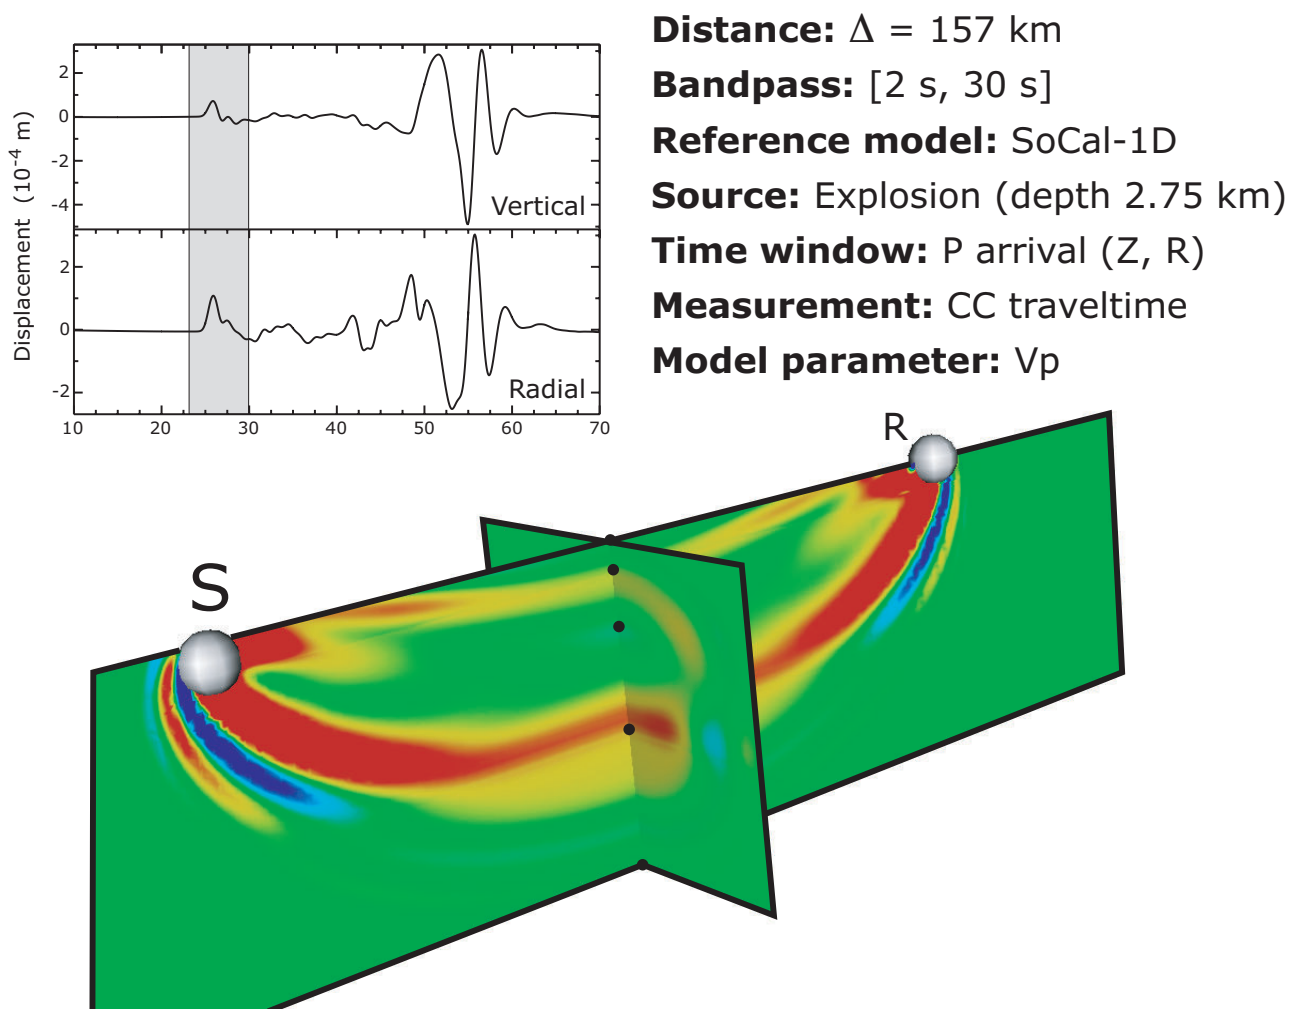 Distance: Δ = 157 km
Bandpass: [2 s, 30 s]
Reference model: SoCal-1D
Source: Explosion (depth 2.75 km)
Time window: P arrival (Z, R)
Measurement: CC traveltime
Model parameter: Vp
Displacement (10-4 m)
2
0
-2
-4
Vertical
2
0
-2
Radial
10 20 30 40 50 60 70
R
S